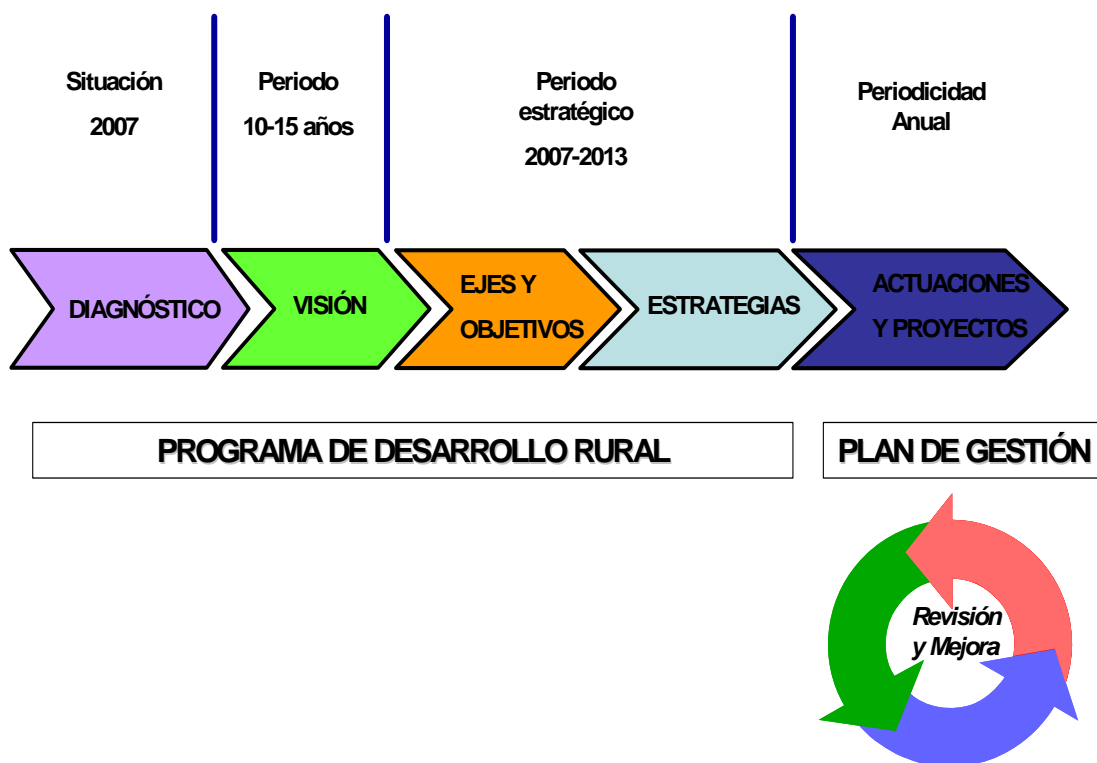 Situación
2007
Periodo
10-15 años
Periodo
estratégico
2007-2013
Periodicidad
Anual
DIAGNÓSTICO
VISIÓN
EJES Y
OBJETIVOS
ESTRATEGIAS
ACTUACIONES
Y PROYECTOS
PROGRAMA DE DESARROLLO RURAL
PLAN DE GESTIÓN
Revisión
y Mejora